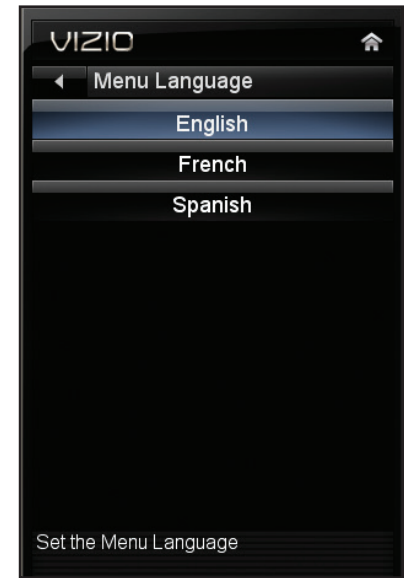 VIZIO
Menu Language
English
French
Spanish
Set the Menu Language